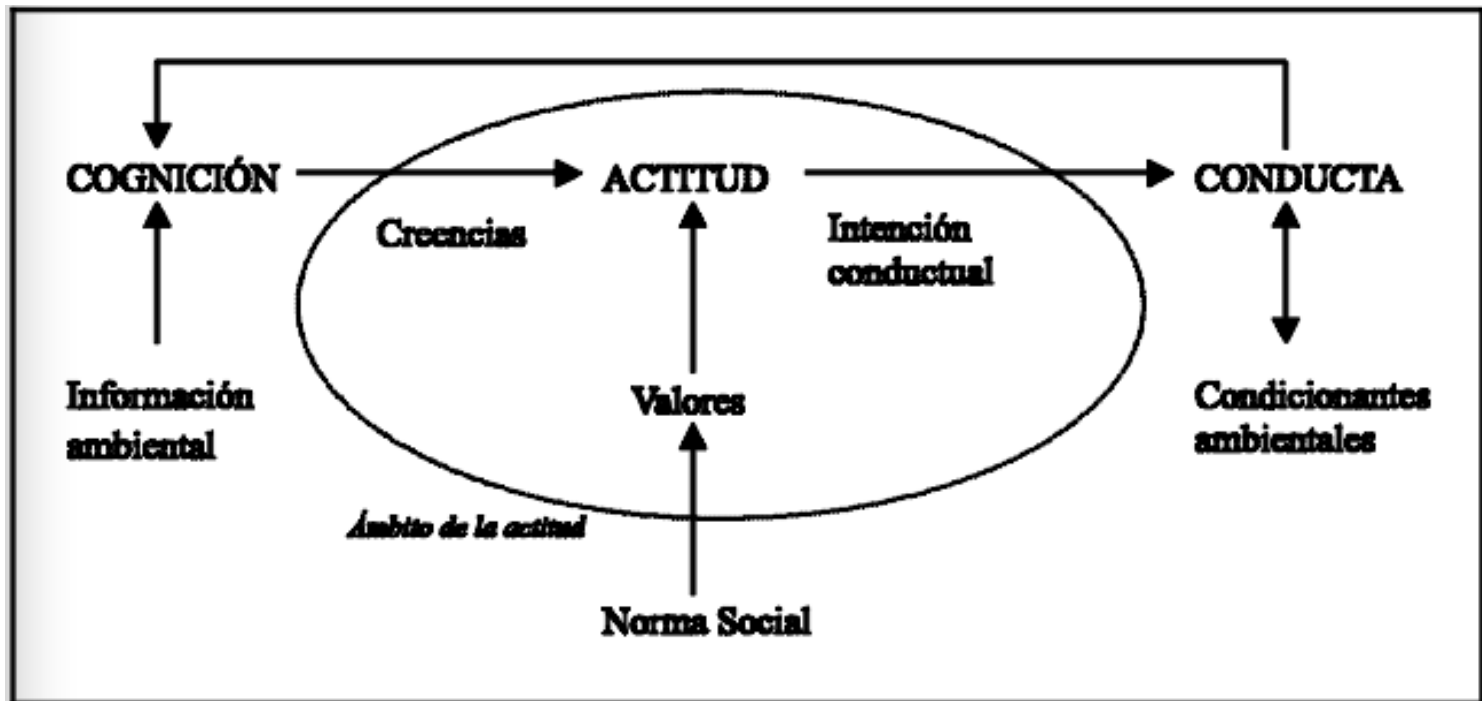 COGNICIÓN
ACTITUD
CONDUCTA
Creencias
Intención
conductual
Información
ambiental
Valores
Condicionantes
ambientales
Ámbito de la actitud
Norma Social